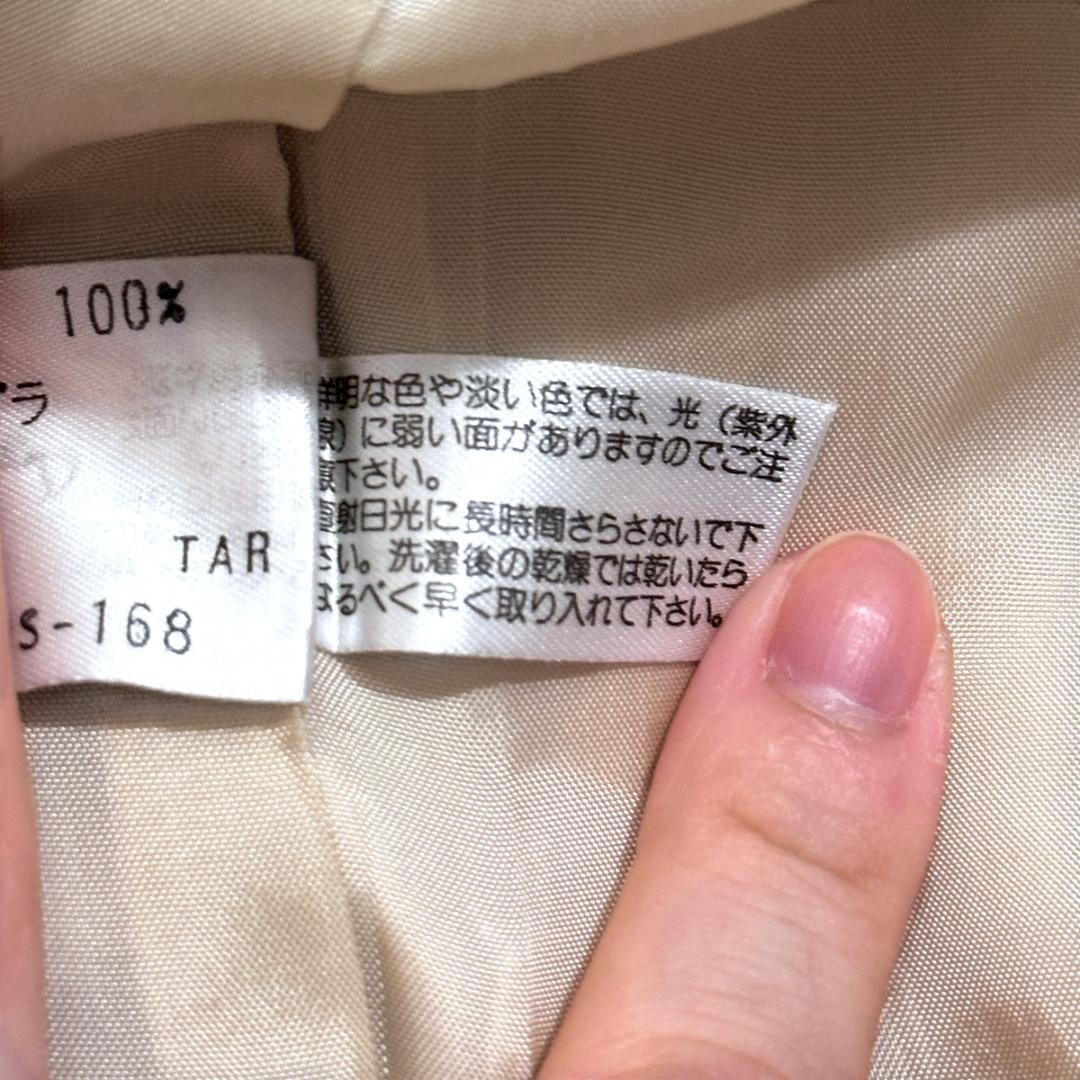 100%
ラ
TAR
S-168
鮮明な色や淡い色では、光（紫外
線）に弱い面がありますのでご注
意下さい。
直射日光に長時間さらさないで下
さい。洗濯後の乾燥では乾いたら
なるべく早く取り入れて下さい。